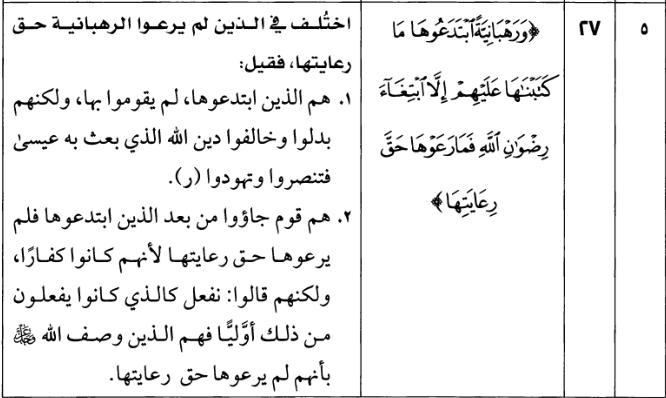 ٥
٢٧
﴿وَرَهْبَانِيَّةً ٱبْتَدَعُوهَا مَا
كَتَبْنَٰهَا عَلَيْهِمْ إِلَّا ٱبْتِغَآءَ
رِضْوَٰنِ ٱللَّهِ فَمَا رَعَوْهَا حَقَّ
رِعَايَتِهَا﴾
اختُلف في الذين لم يرعوا الرهبانية حق
رعايتها، فقيل:
١. هم الذين ابتدعوها، لم يقوموا بها، ولكنهم
بدلوا وخالفوا دين الله الذي بعث به عيسىٰ
فتنصروا وتهودوا (ر).
٢. هم قوم جاؤوا من بعد الذين ابتدعوها فلم
يرعوها حق رعايتها لأنهم كانوا كفارًا،
ولكنهم قالوا: نفعل كالذي كانوا يفعلون
من ذلك أوَّليًّا فهم الذين وصف الله ﷻ
بأنهم لم يرعوها حق رعايتها.